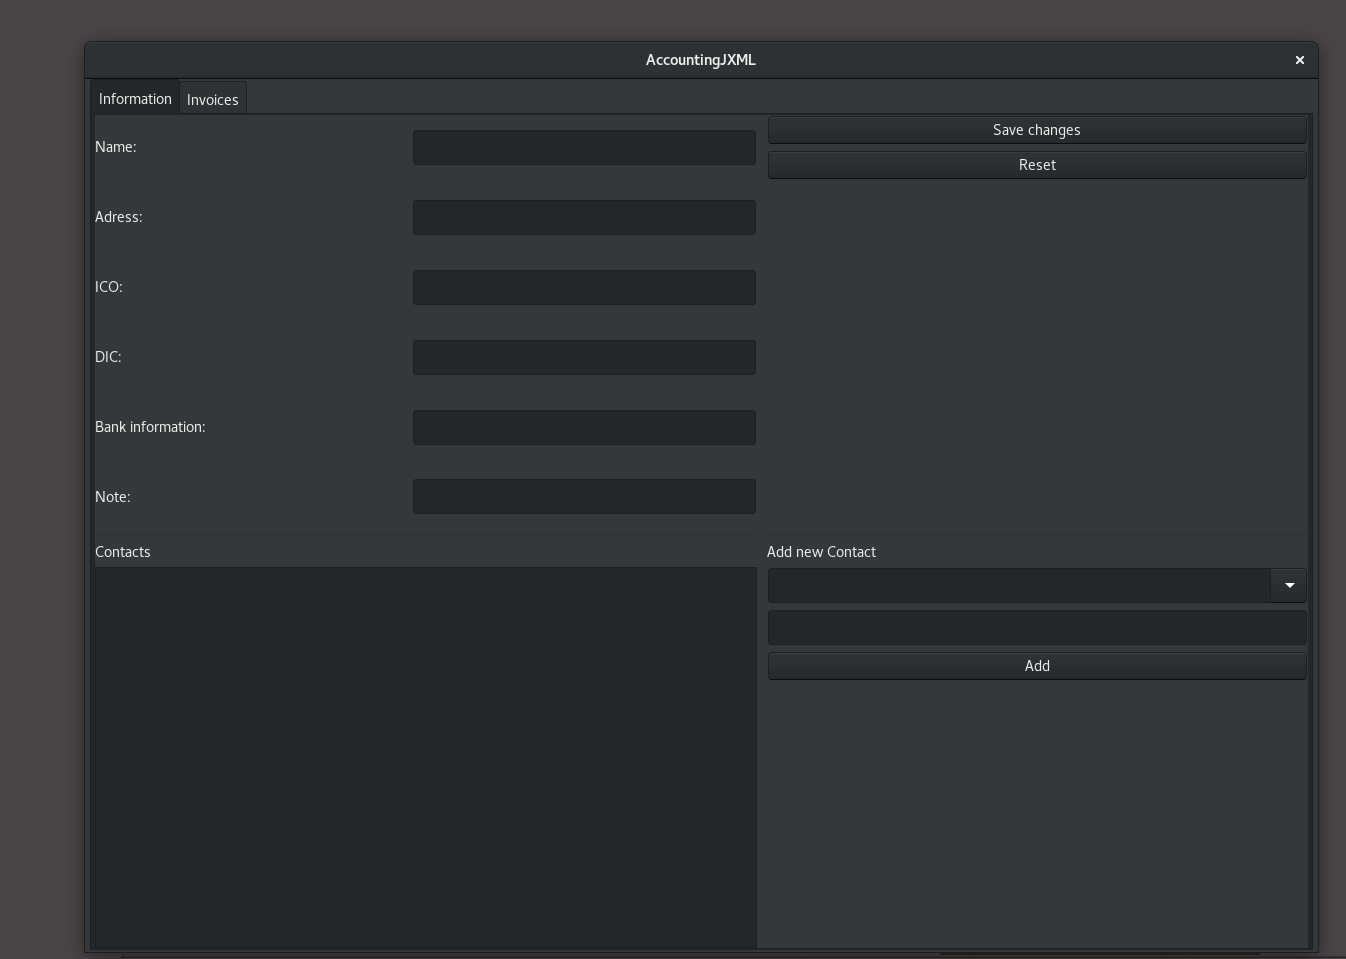 AccountingJXML
Information
Invoices
Name:
Save changes
Reset
Adress:
ICO:
DIC:
Bank information:
Note:
Contacts
Add new Contact
Add